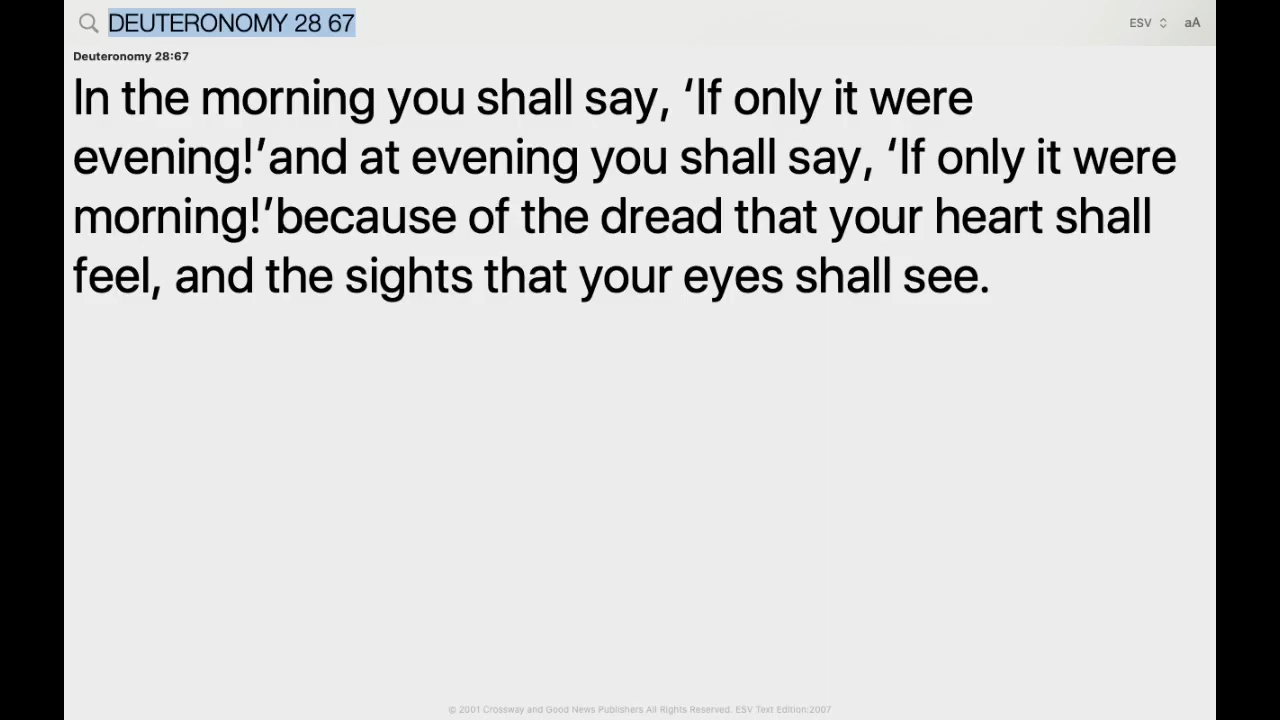 DEUTERONOMY 28 67
ESV
aA
Deuteronomy 28:67
In the morning you shall say, ‘If only it were
evening!’and at evening you shall say, ‘If only it were
morning!’because of the dread that your heart shall
feel, and the sights that your eyes shall see.
© 2001 Crossway and Good News Publishers All Rights Reserved. ESV Text Edition:2007